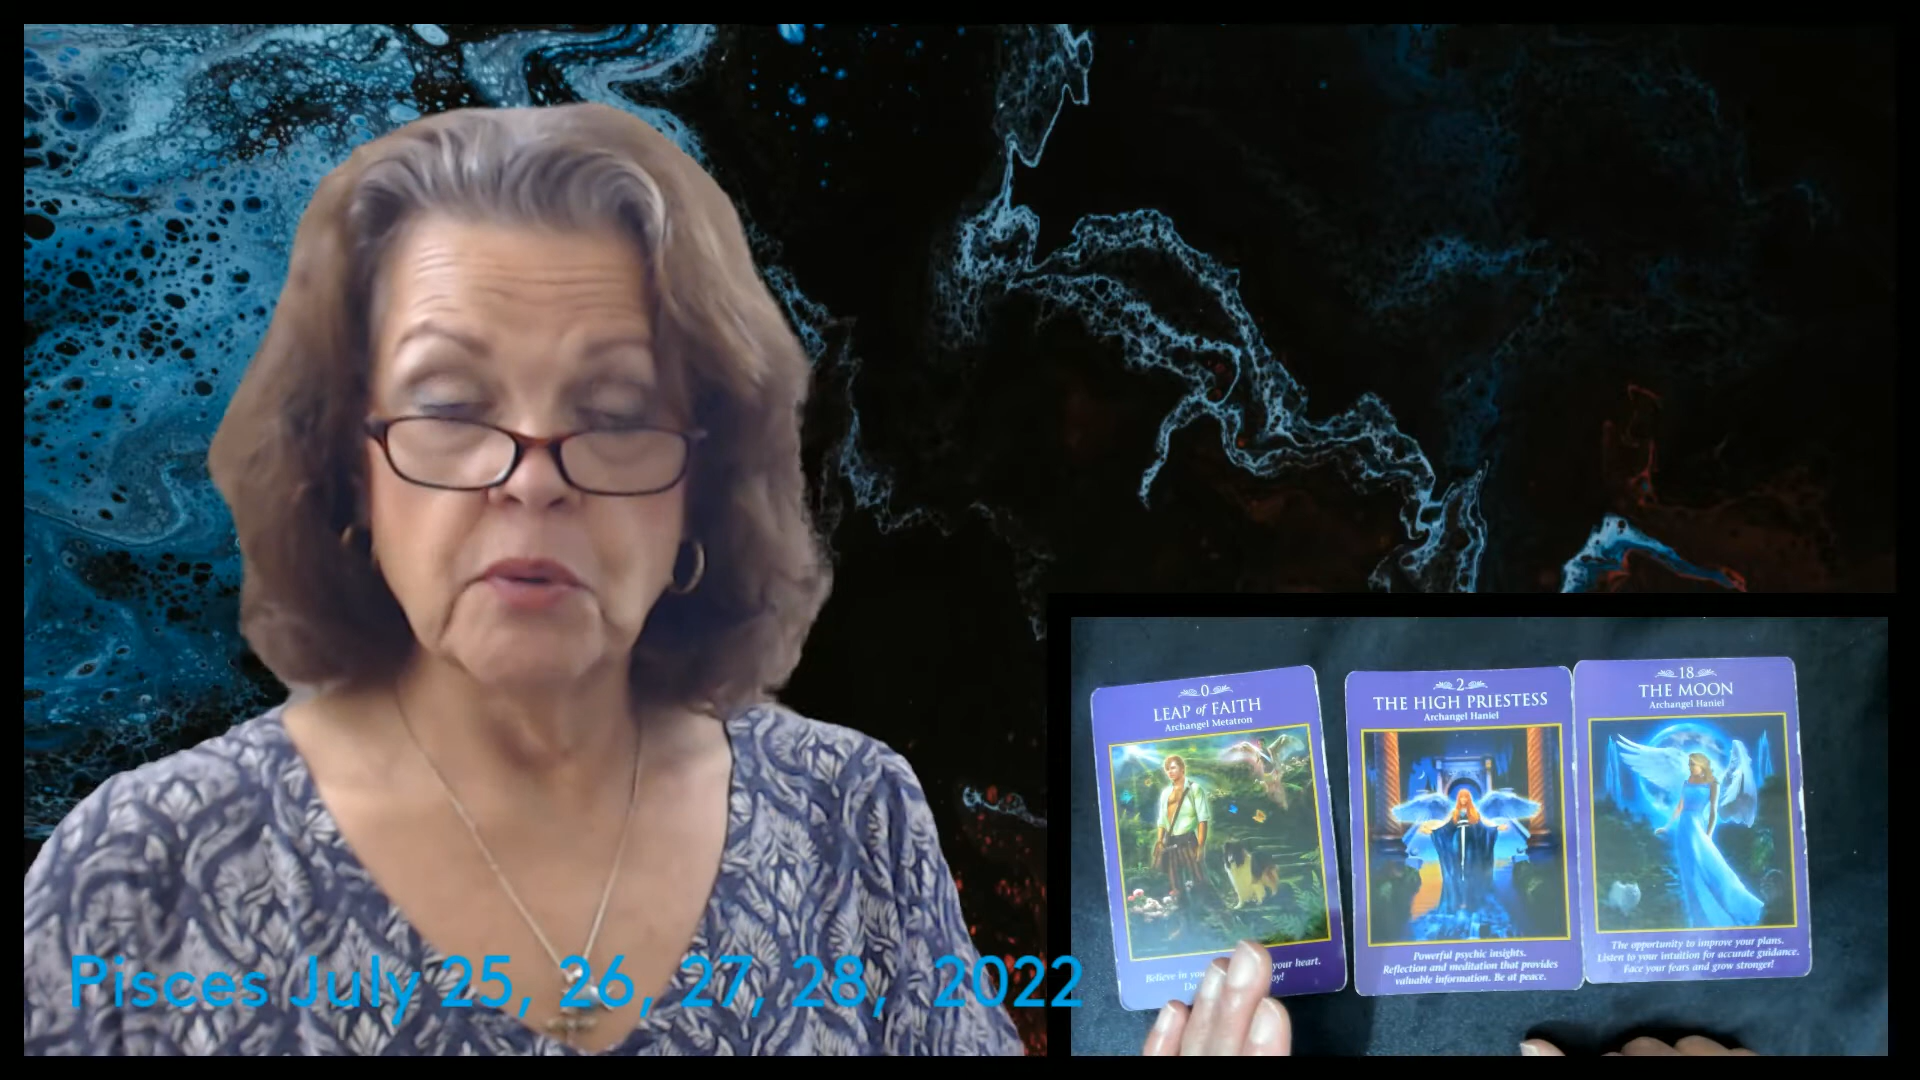 0
LEAP of FAITH
Archangel Metatron
Believe in you your heart.
Do joy!
2
THE HIGH PRIESTESS
Archangel Haniel
Powerful psychic insights.
Reflection and meditation that provides
valuable information. Be at peace.
18
THE MOON
Archangel Haniel
The opportunity to improve your plans.
Listen to your intuition for accurate guidance.
Face your fears and grow stronger!
Pisces July 25, 26, 27, 28, 2022